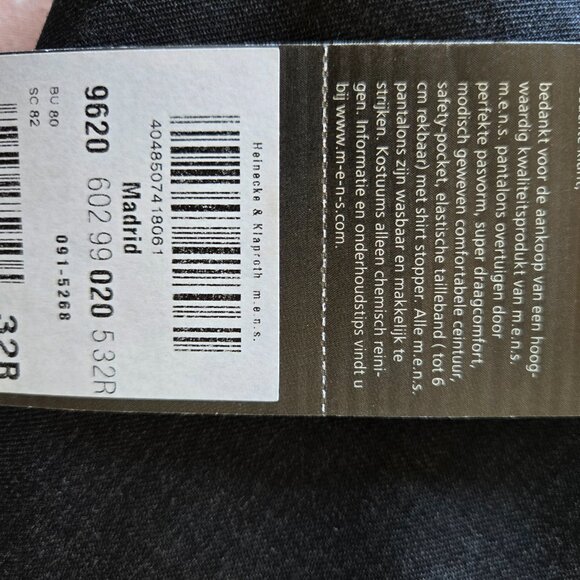 bedankt voor de aankoop van een hoog-
waardig kwaliteitsprodukt van m.e.n.s.
m.e.n.s. pantalons overtuigen door
perfekte pasvorm, super draagcomfort,
modisch geweven comfortabele ceintuur,
safety-pocket, elastische tailleband ( tot 6
cm rekbaar) met shirt stopper. Alle m.e.n.s.
pantalons zijn wasbaar en makkelijk te
strijken. Kostuums alleen chemisch reini-
gen. Informatie en onderhoudstips vindt u
bij www.m-e-n-s.com
Heinecke & Klaproth m.e.n.s.
4048507418061
Madrid
9620 602 99 020 5 32R
091-5268
BU 80
SC 82
32R